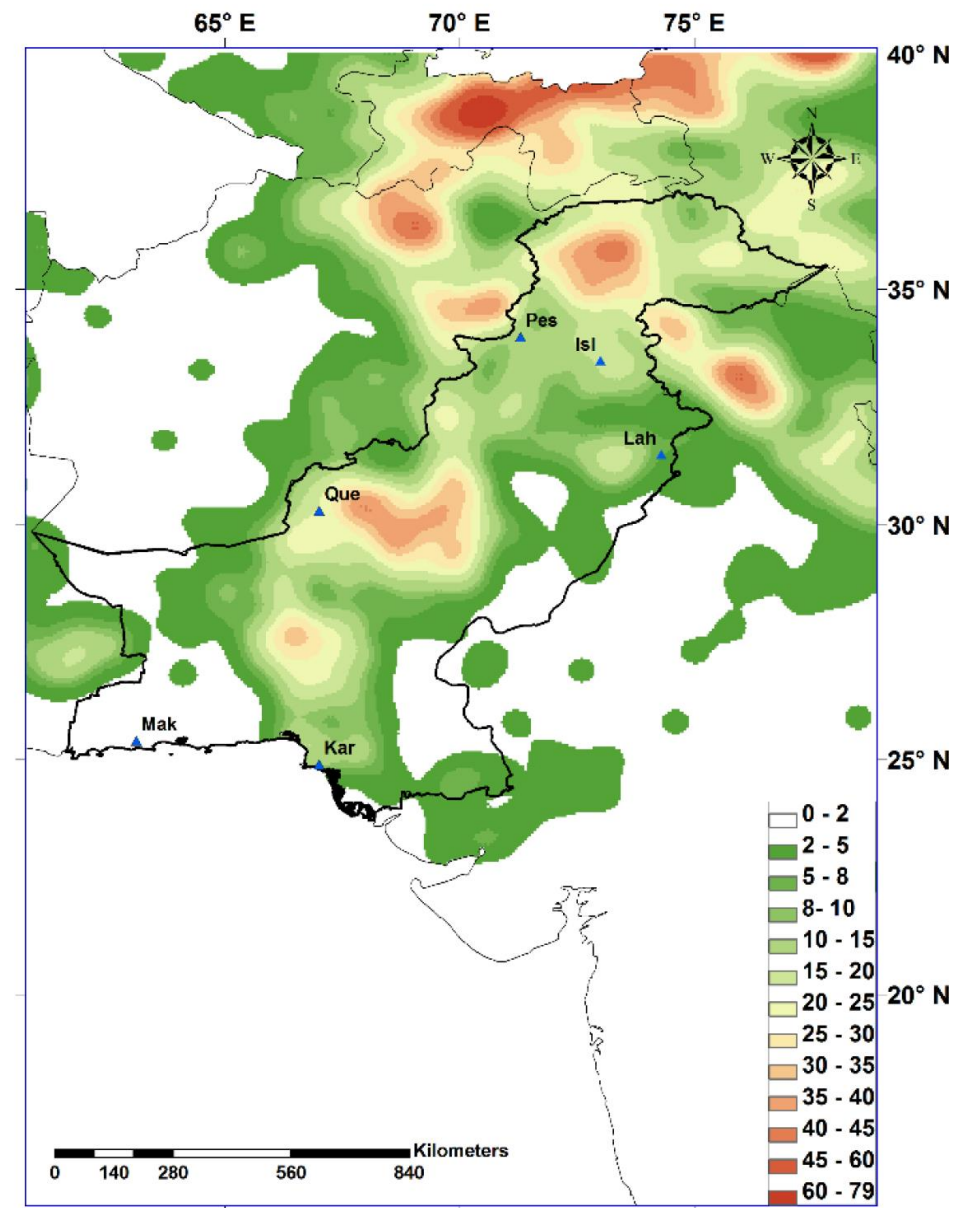 65° E 70° E 75° E
40° N
N
W E
S
35° N
Pes
Isl
Lah
Que
30° N
Mak
Kar
25° N
0 - 2
2 - 5
5 - 8
8- 10
10 - 15
15 - 20
20° N
20 - 25
25 - 30
30 - 35
35 - 40
40 - 45
45 - 60
60 - 79
Kilometers
0 140 280 560 840